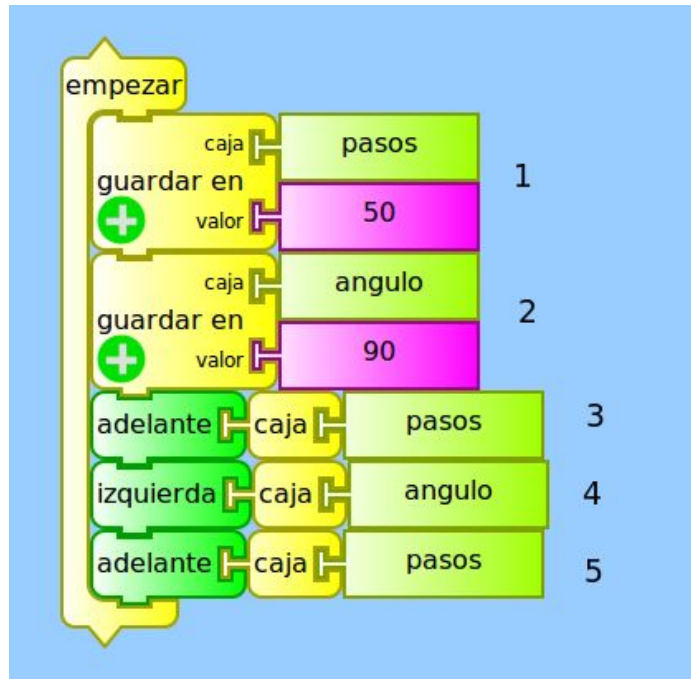 empezar
caja pasos
guardar en 1
valor 50
caja angulo
guardar en 2
valor 90
adelante caja pasos 3
izquierda caja angulo 4
adelante caja pasos 5